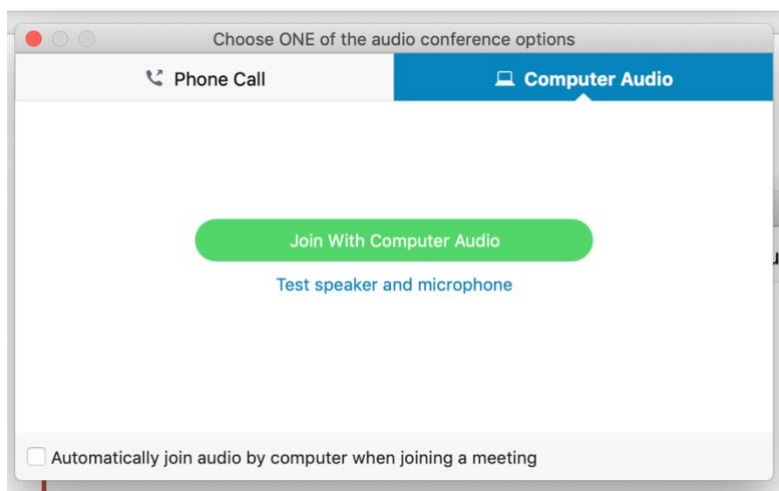 Choose ONE of the audio conference options
Phone Call
Computer Audio
Join With Computer Audio
Test speaker and microphone
Automatically join audio by computer when joining a meeting